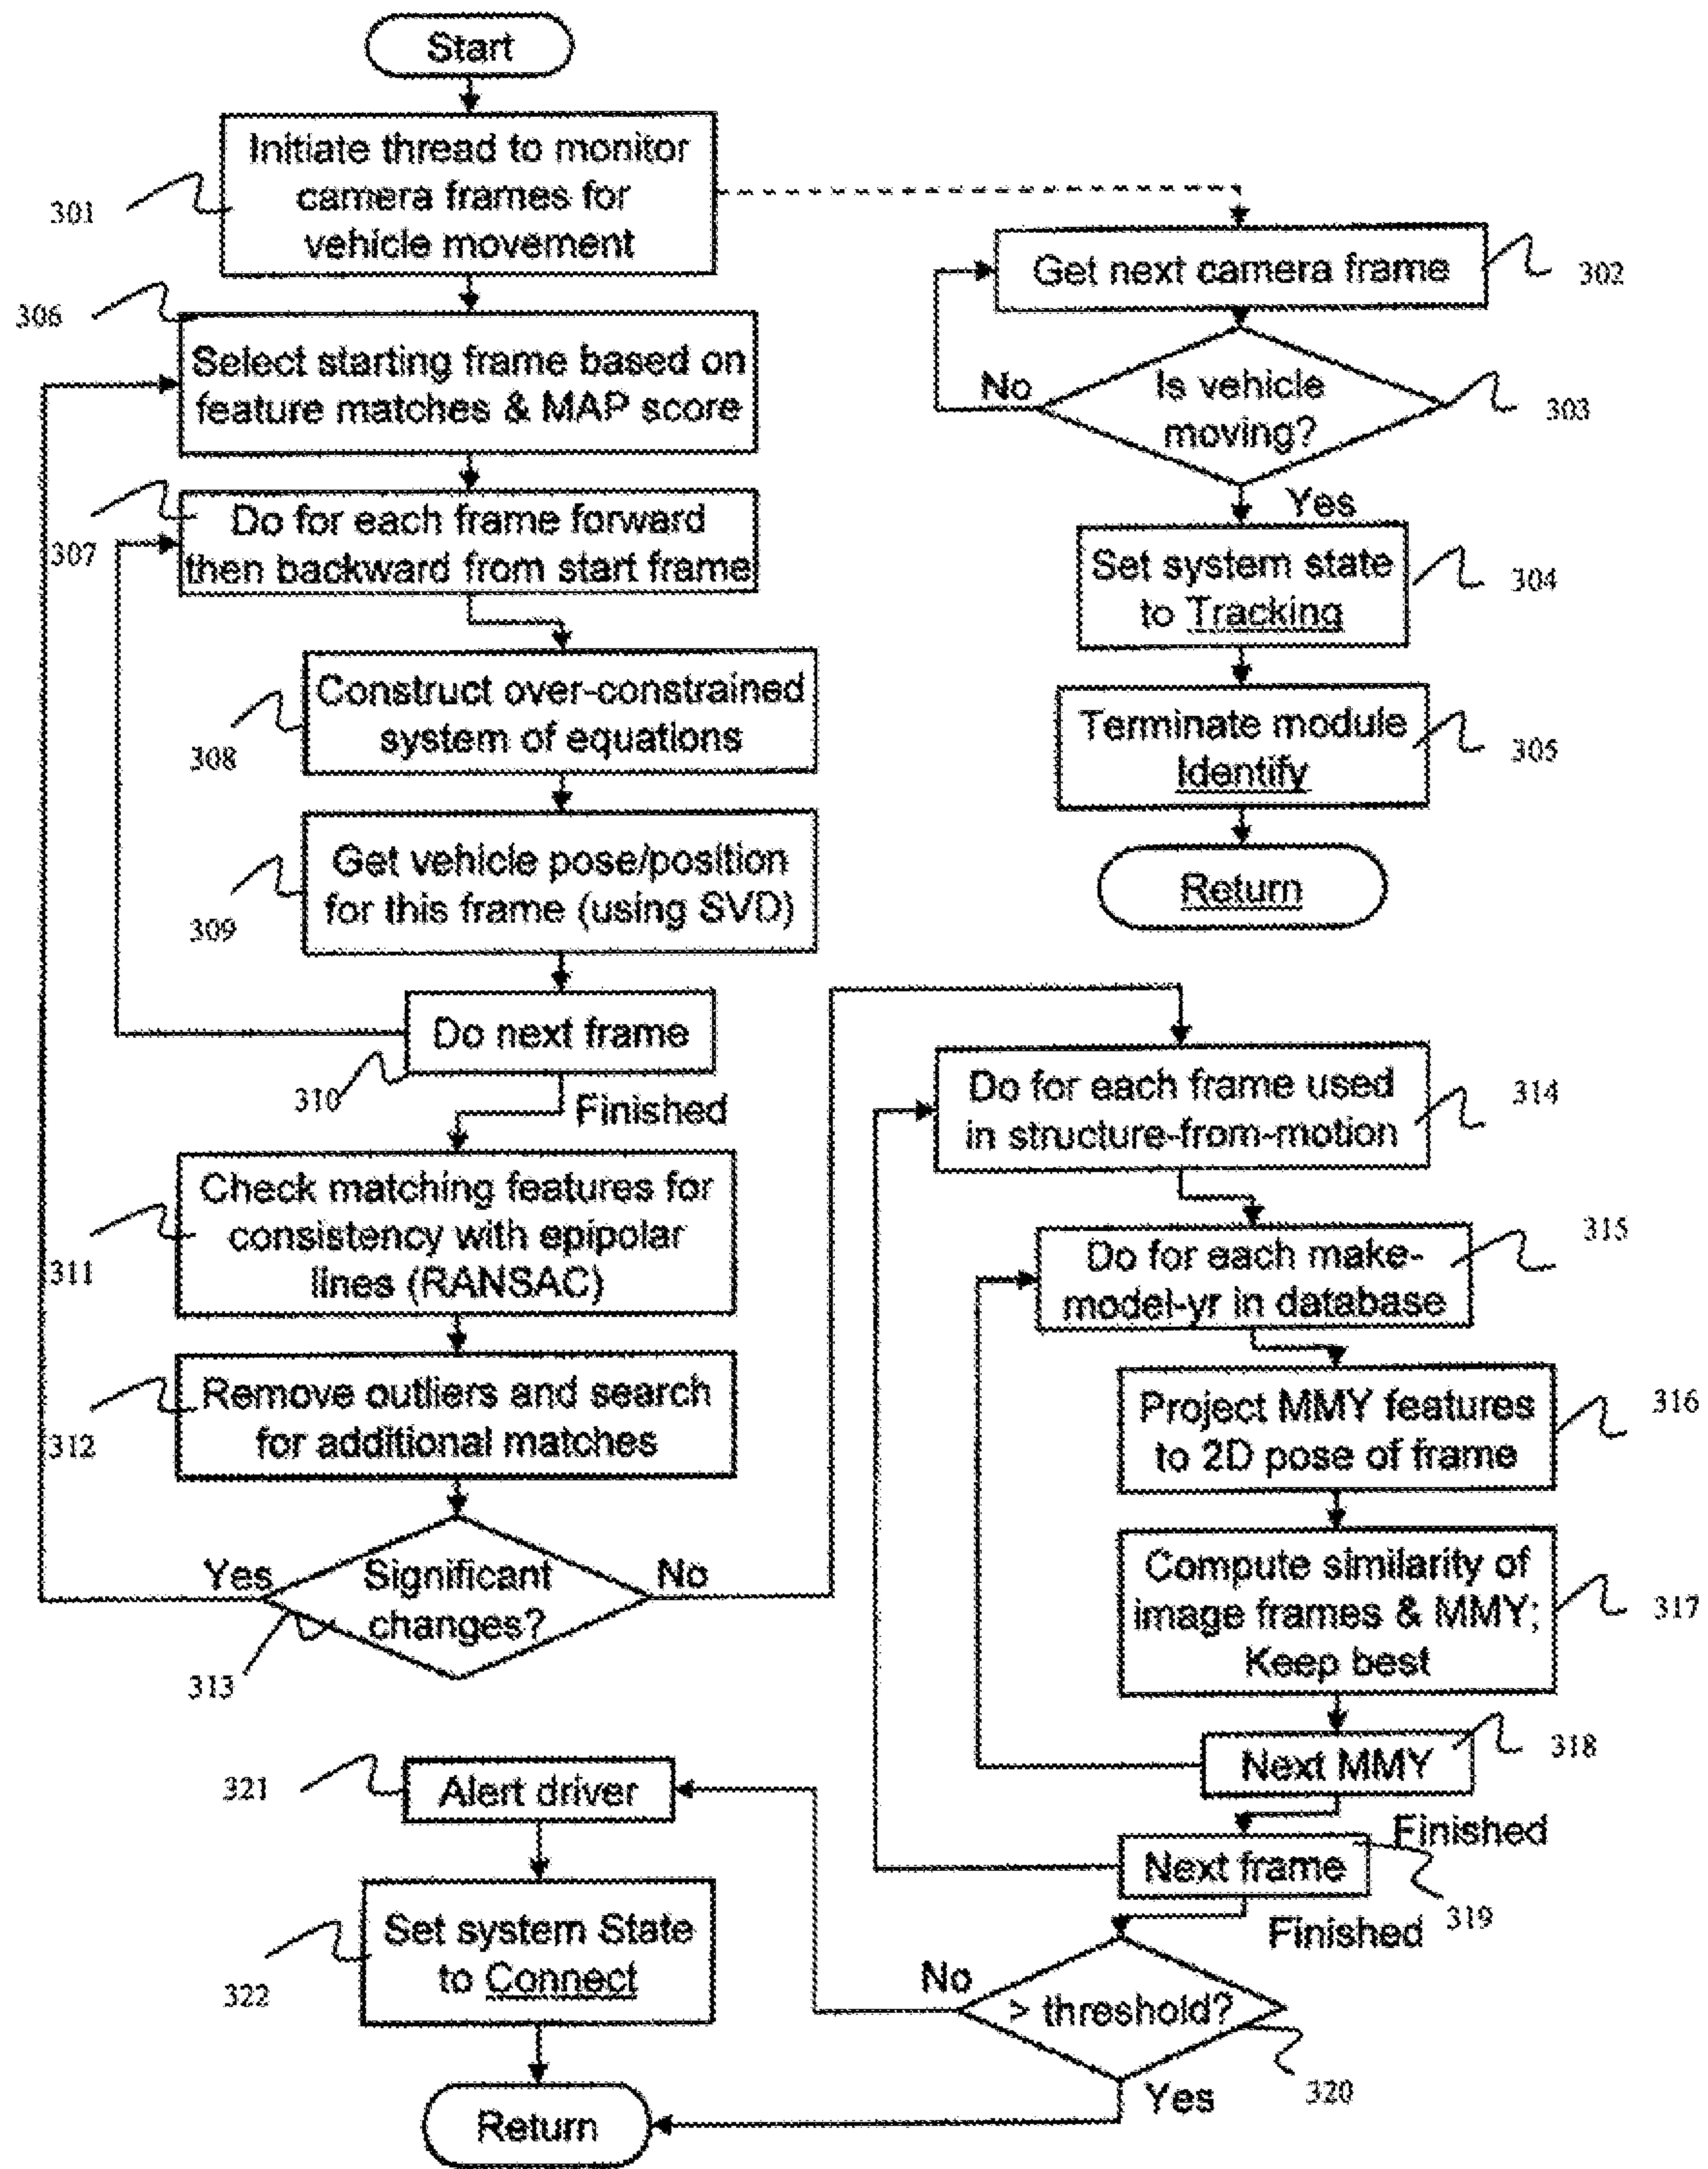 Start
Initiate thread to monitor
camera frames for
vehicle movement
301
306
Select starting frame based on
feature matches & MAP score
307
Do for each frame forward
then backward from start frame
308
Construct over-constrained
system of equations
309
Get vehicle pose/position
for this frame (using SVD)
Do next frame
310
Finished
311
Check matching features for
consistency with epipolar
lines (RANSAC)
312
Remove outliers and search
for additional matches
Yes
Significant
changes?
No
313
Get next camera frame
302
No
Is vehicle
moving?
303
Yes
Set system state
to Tracking
304
Terminate module
Identify
305
Return
Do for each frame used
in structure-from-motion
314
Do for each make-
model-yr in database
315
Project MMY features
to 2D pose of frame
316
Compute similarity of
image frames & MMY;
Keep best
317
Next MMY
318
Finished
Next frame
319
Finished
> threshold?
320
No
Yes
321
Alert driver
322
Set system State
to Connect
Return